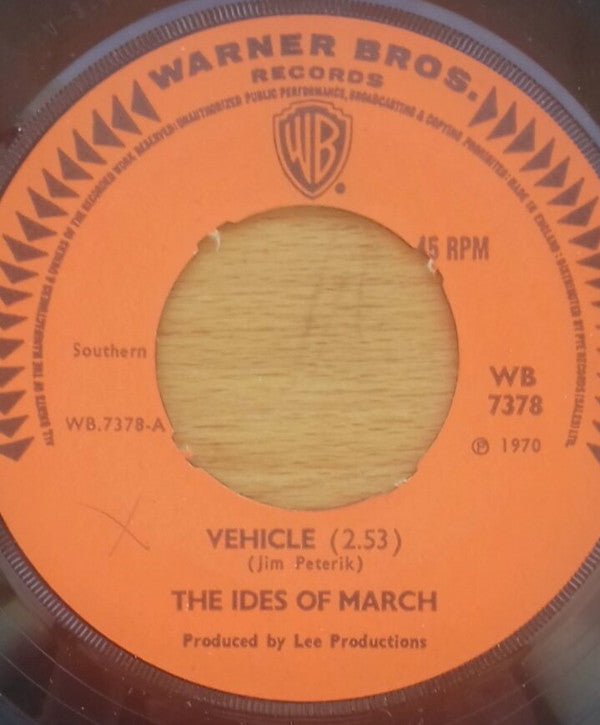 WARNER BROS.
RECORDS
ALL RIGHTS OF THE MANUFACTURERS & OWNERS OF THE RECORDED WORK RESERVED: UNAUTHORIZED PUBLIC PERFORMANCE, BROADCASTING & COPYING PROHIBITED: MADE IN ENGLAND: DISTRIBUTED BY PYE RECORDS (SALES) LTD.
WB
45 RPM
Southern
WB.7378-A
WB
7378
℗ 1970
VEHICLE (2.53)
(Jim Peterik)
THE IDES OF MARCH
Produced by Lee Productions